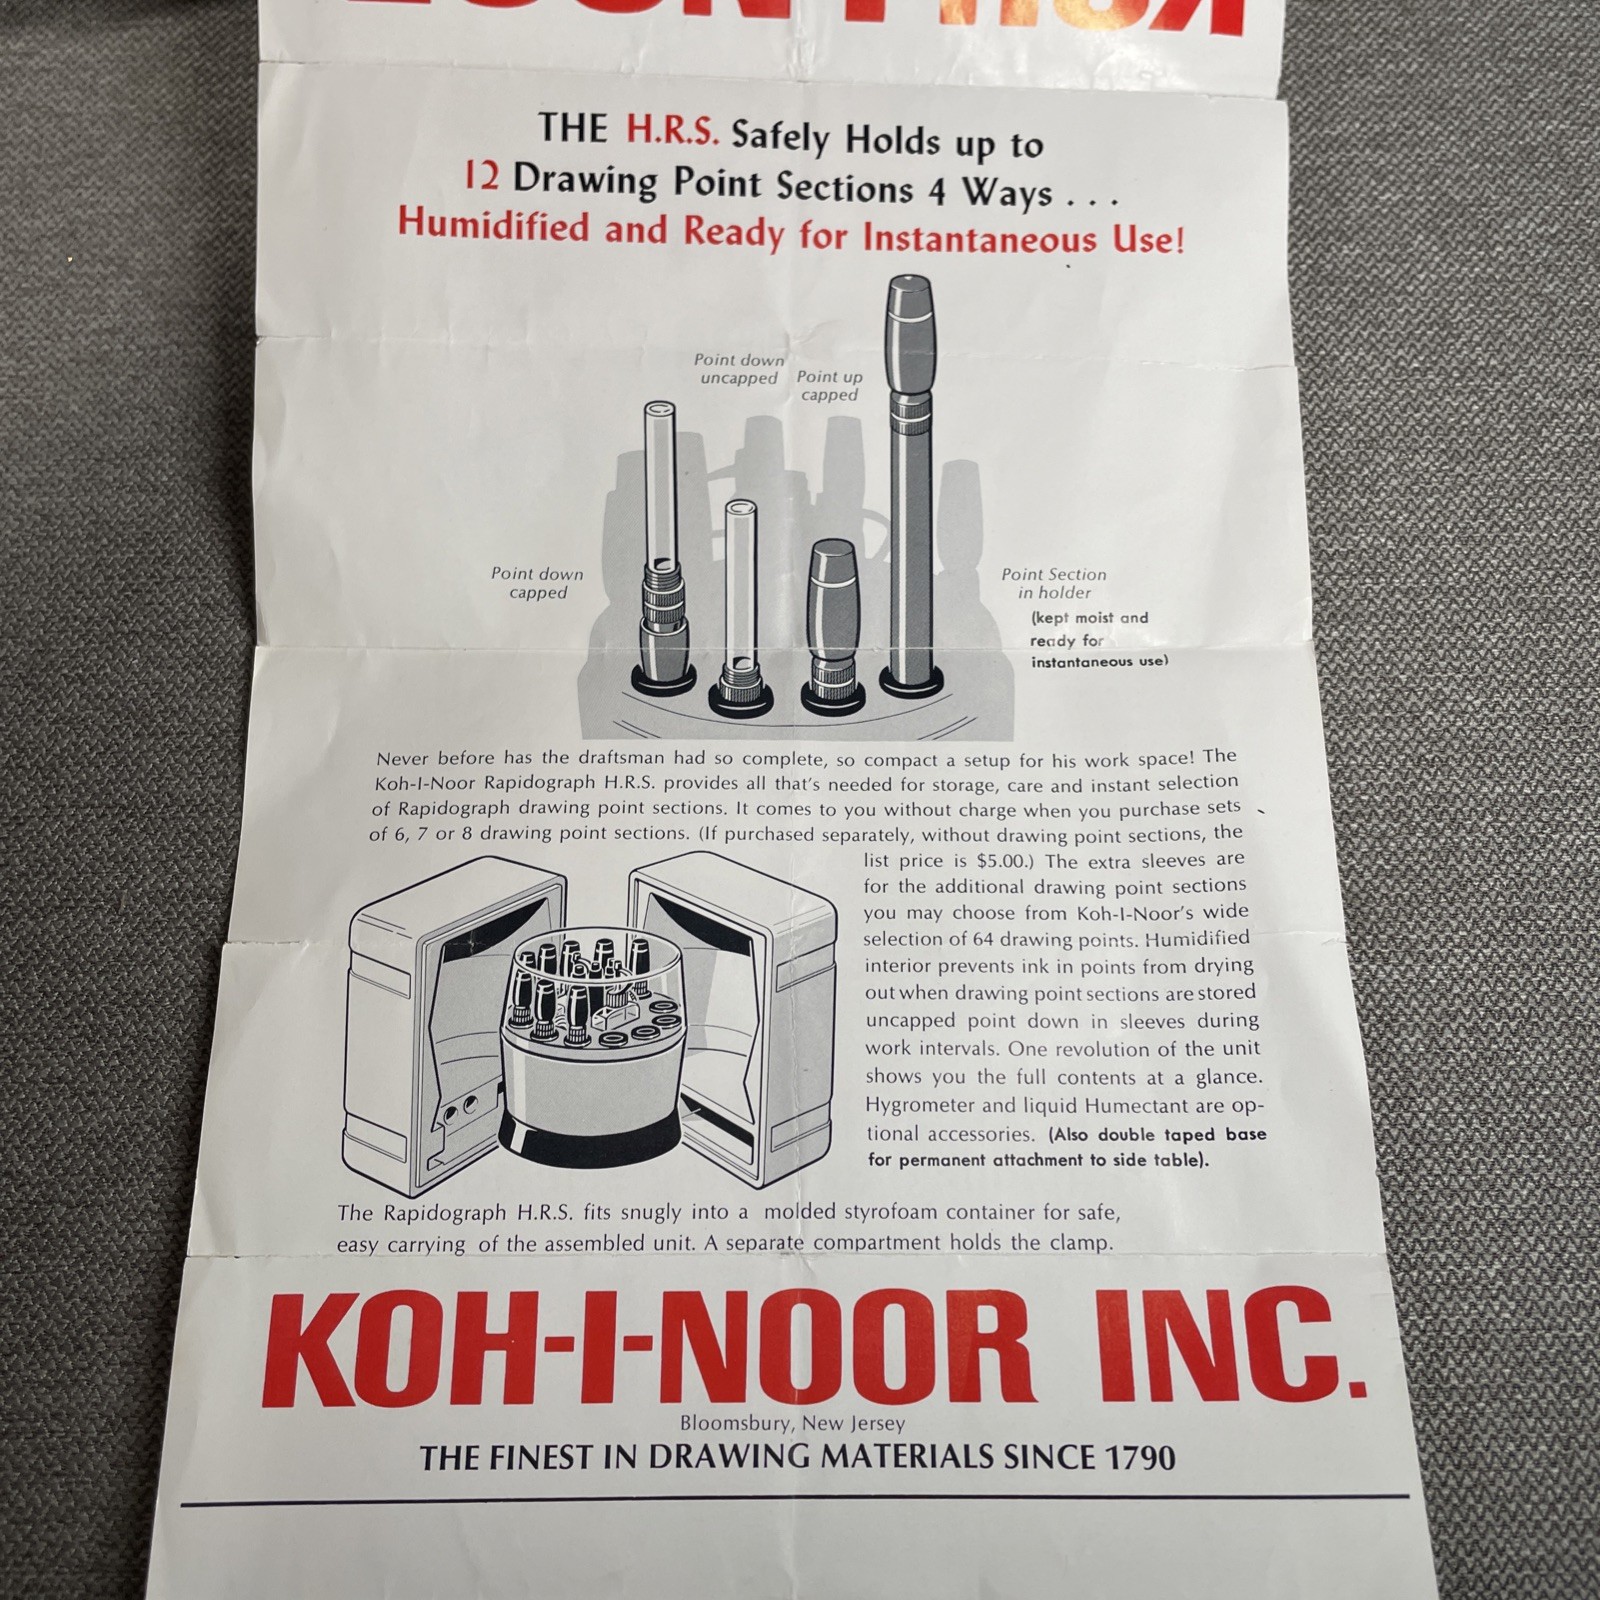 THE H.R.S. Safely Holds up to
12 Drawing Point Sections 4 Ways . . .
Humidified and Ready for Instantaneous Use!
Point down
uncapped
Point up
capped
Point down
capped
Point Section
in holder
(kept moist and
ready for
instantaneous use)
Never before has the draftsman had so complete, so compact a setup for his work space! The
Koh-I-Noor Rapidograph H.R.S. provides all that's needed for storage, care and instant selection
of Rapidograph drawing point sections. It comes to you without charge when you purchase sets
of 6, 7 or 8 drawing point sections. (If purchased separately, without drawing point sections, the
list price is $5.00.) The extra sleeves are
for the additional drawing point sections
you may choose from Koh-I-Noor's wide
selection of 64 drawing points. Humidified
interior prevents ink in points from drying
out when drawing point sections are stored
uncapped point down in sleeves during
work intervals. One revolution of the unit
shows you the full contents at a glance.
Hygrometer and liquid Humectant are op-
tional accessories. (Also double taped base
for permanent attachment to side table).
The Rapidograph H.R.S. fits snugly into a molded styrofoam container for safe,
easy carrying of the assembled unit. A separate compartment holds the clamp.
KOH-I-NOOR INC.
Bloomsbury, New Jersey
THE FINEST IN DRAWING MATERIALS SINCE 1790